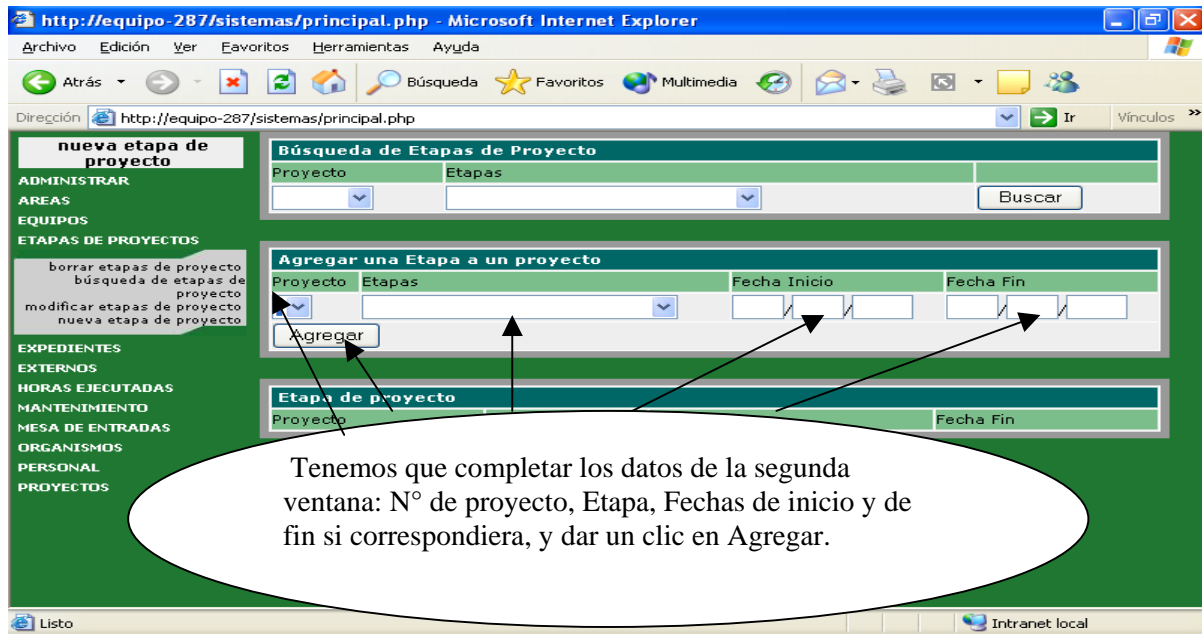 http://equipo-287/sistemas/principal.php - Microsoft Internet Explorer
Archivo Edición Ver Favoritos Herramientas Ayuda
Atrás Búsqueda Favoritos Multimedia
Dirección http://equipo-287/sistemas/principal.php Ir Vínculos »
nueva etapa de
proyecto
ADMINISTRAR
AREAS
EQUIPOS
ETAPAS DE PROYECTOS
borrar etapas de proyecto
búsqueda de etapas de
proyecto
modificar etapas de proyecto
nueva etapa de proyecto
EXPEDIENTES
EXTERNOS
HORAS EJECUTADAS
MANTENIMIENTO
MESA DE ENTRADAS
ORGANISMOS
PERSONAL
PROYECTOS
Búsqueda de Etapas de Proyecto
Proyecto Etapas
Buscar
Agregar una Etapa a un proyecto
Proyecto Etapas Fecha Inicio Fecha Fin
/ / / /
Agregar
Etapa de proyecto
Proyecto Fecha Fin
Tenemos que completar los datos de la segunda
ventana: N° de proyecto, Etapa, Fechas de inicio y de
fin si correspondiera, y dar un clic en Agregar.
Listo Intranet local